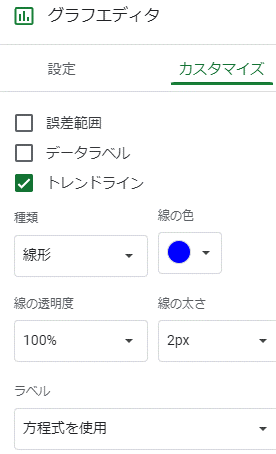 グラフエディタ
設定 カスタマイズ
誤差範囲
データラベル
トレンドライン
種類 線の色
線形
線の透明度 線の太さ
100% 2px
ラベル
方程式を使用